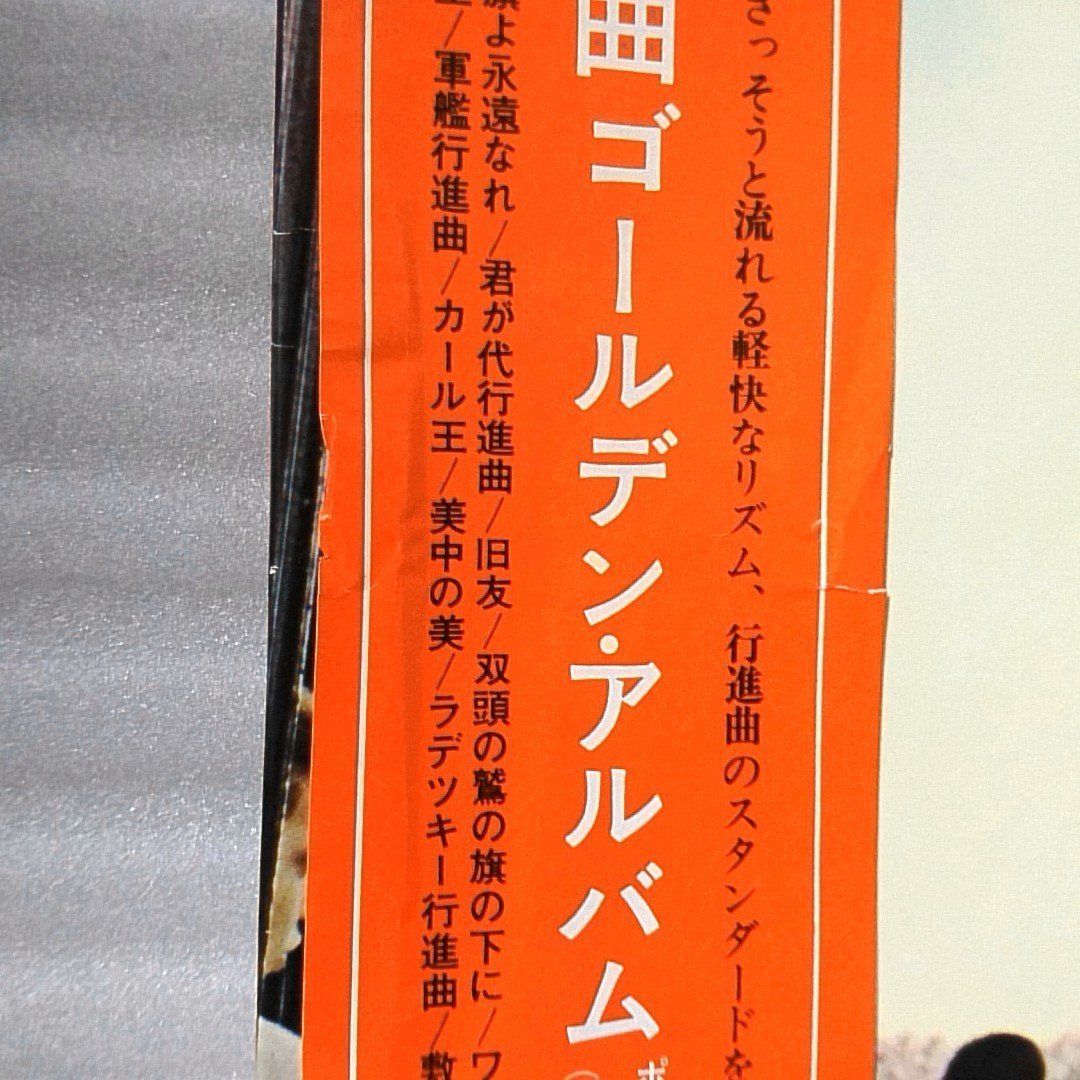 さっそうと流れる軽快なリズム、行進曲のスタンダードを
曲ゴールデン・アルバム
旗よ永遠なれ/君が代行進曲/旧友/双頭の鷲の旗の下に/ワ
/軍艦行進曲/カール王/美中の美/ラデツキー行進曲/敷